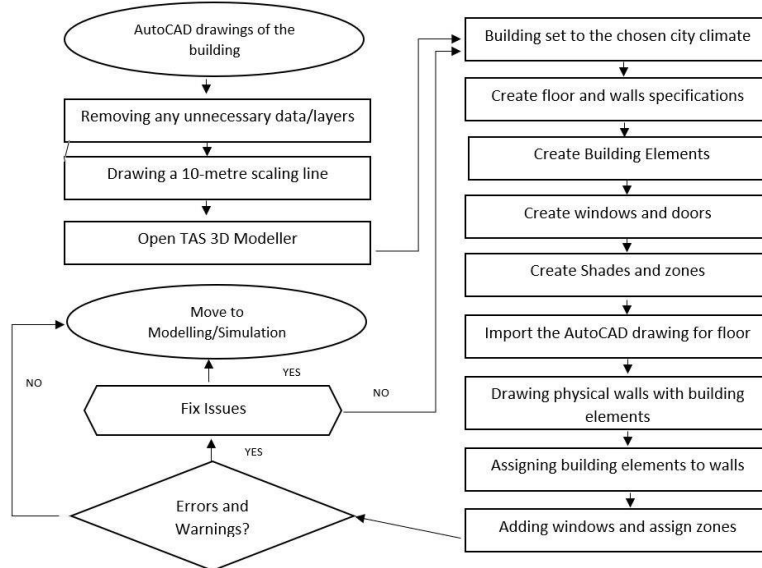 AutoCAD drawings of the
building
Removing any unnecessary data/layers
Drawing a 10-metre scaling line
Open TAS 3D Modeller
Building set to the chosen city climate
Create floor and walls specifications
Create Building Elements
Create windows and doors
Create Shades and zones
Import the AutoCAD drawing for floor
Drawing physical walls with building
elements
Assigning building elements to walls
Adding windows and assign zones
Errors and
Warnings?
YES
NO
Fix Issues
YES
NO
Move to
Modelling/Simulation